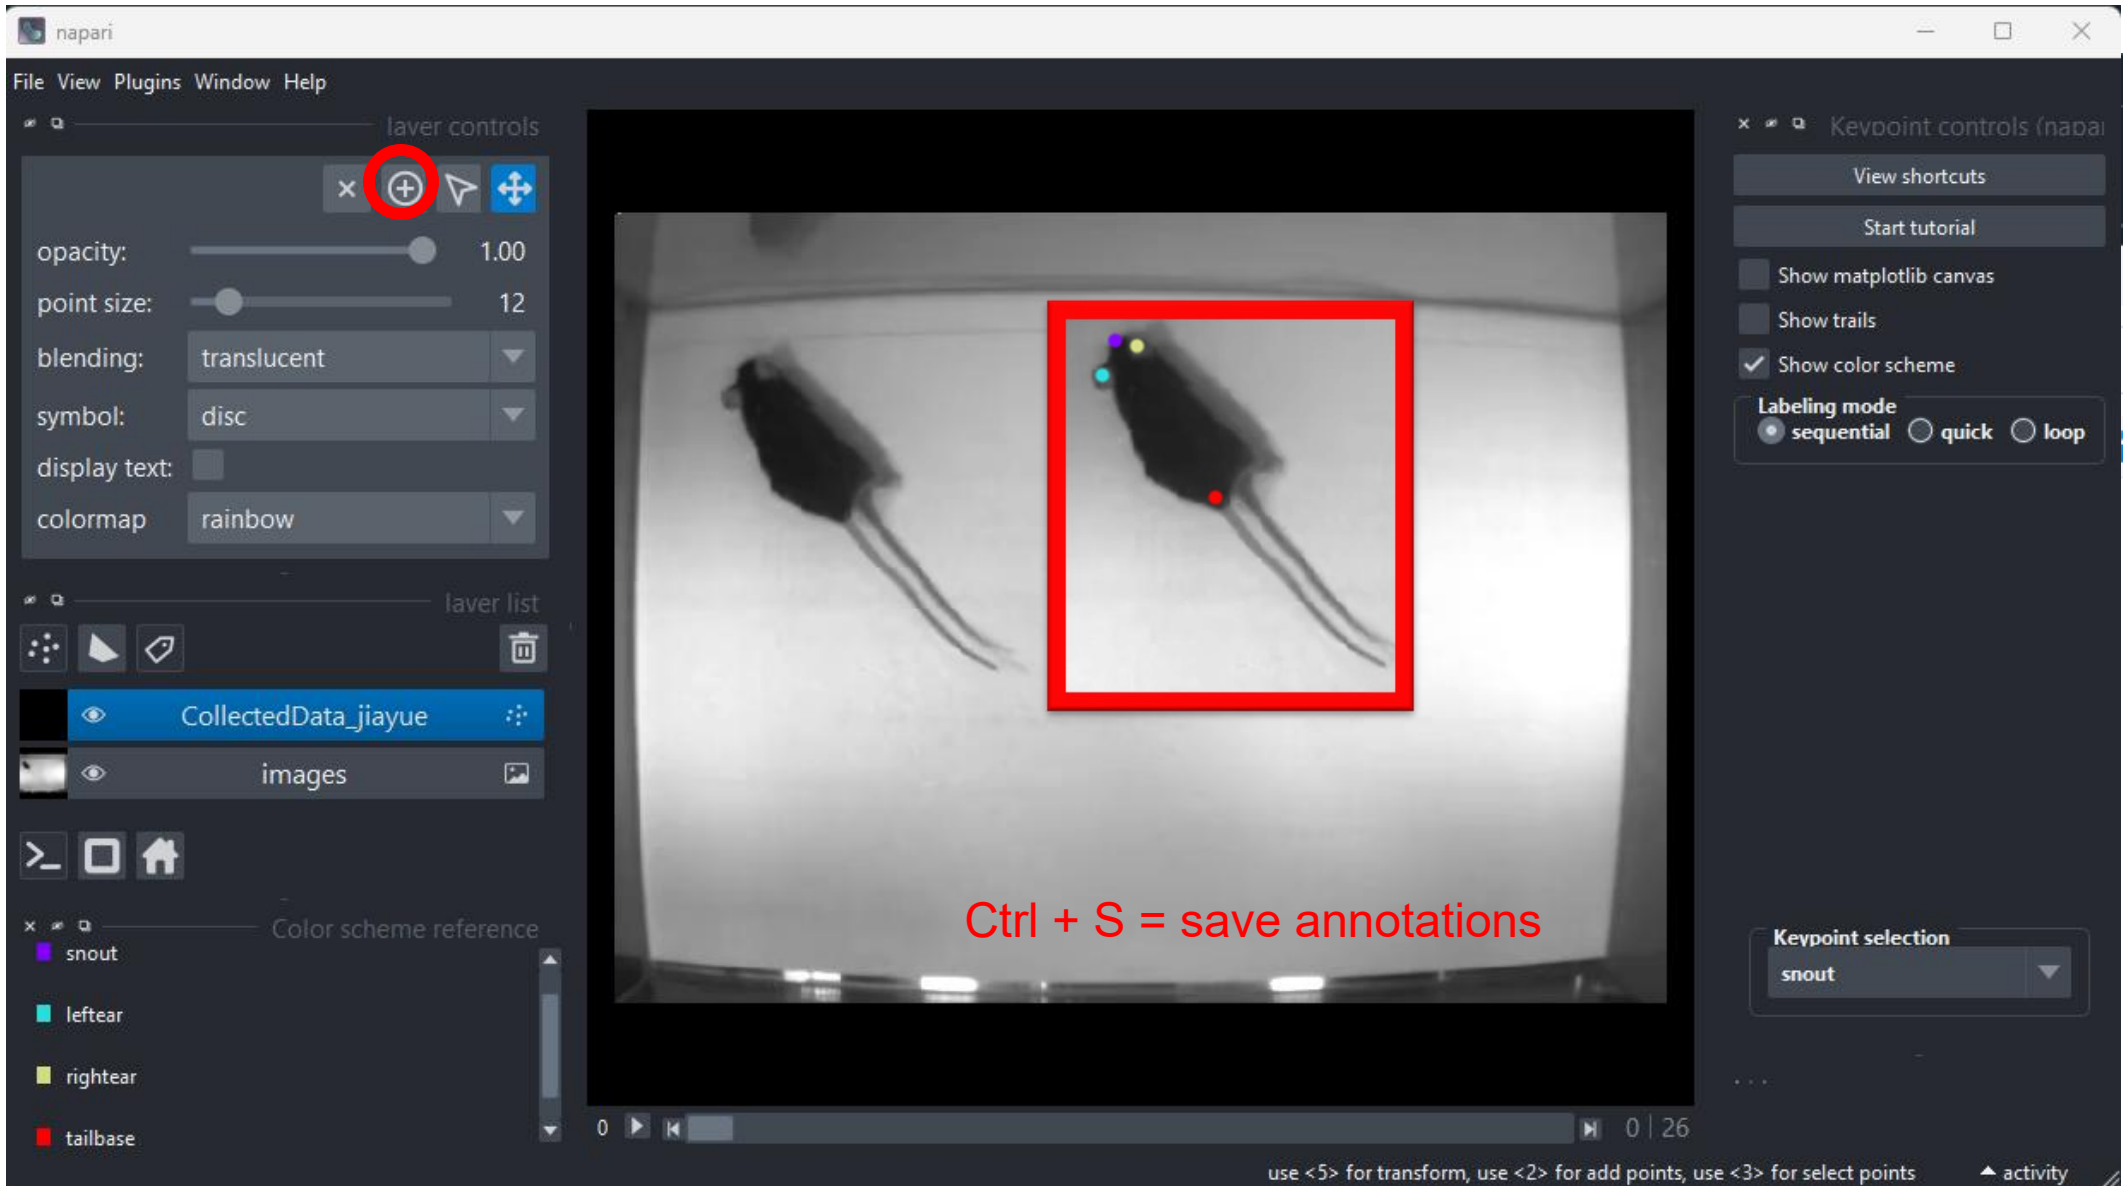 napari
File View Plugins Window Help
layer controls
opacity: 1.00
point size: 12
blending: translucent
symbol: disc
display text:
colormap rainbow
layer list
CollectedData_jiayue
images
Color scheme reference
snout
leftear
rightear
tailbase
Ctrl + S = save annotations
0 0 | 26
Keypoint controls (napar
View shortcuts
Start tutorial
Show matplotlib canvas
Show trails
Show color scheme
Labeling mode
sequential quick loop
Keypoint selection
snout
...
use <5> for transform, use <2> for add points, use <3> for select points activity